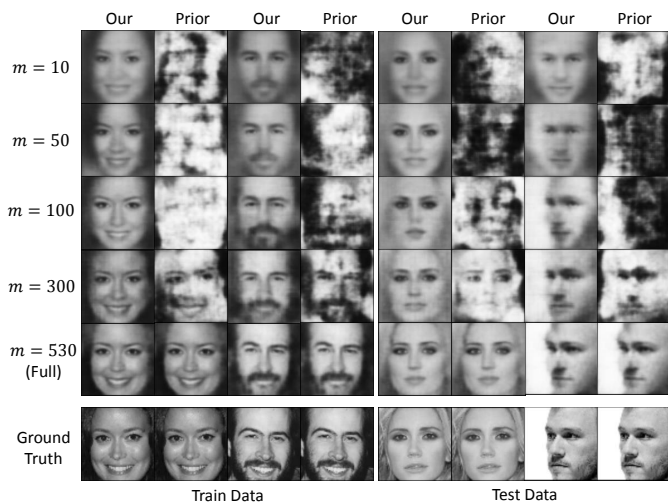 Our Prior Our Prior Our Prior Our Prior
m = 10
m = 50
m = 100
m = 300
m = 530
(Full)
Ground
Truth
Train Data Test Data